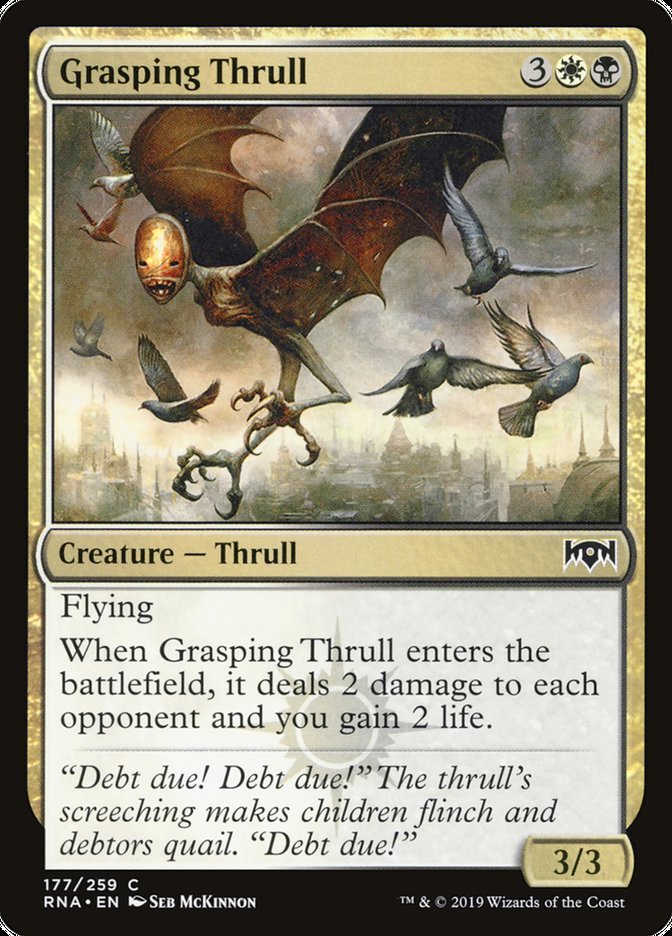 Grasping Thrull 3
Creature — Thrull
Flying
When Grasping Thrull enters the
battlefield, it deals 2 damage to each
opponent and you gain 2 life.
“Debt due! Debt due!” The thrull’s
screeching makes children flinch and
debtors quail. “Debt due!”
3/3
177/259 C
RNA • EN Seb McKinnon
™ & © 2019 Wizards of the Coast